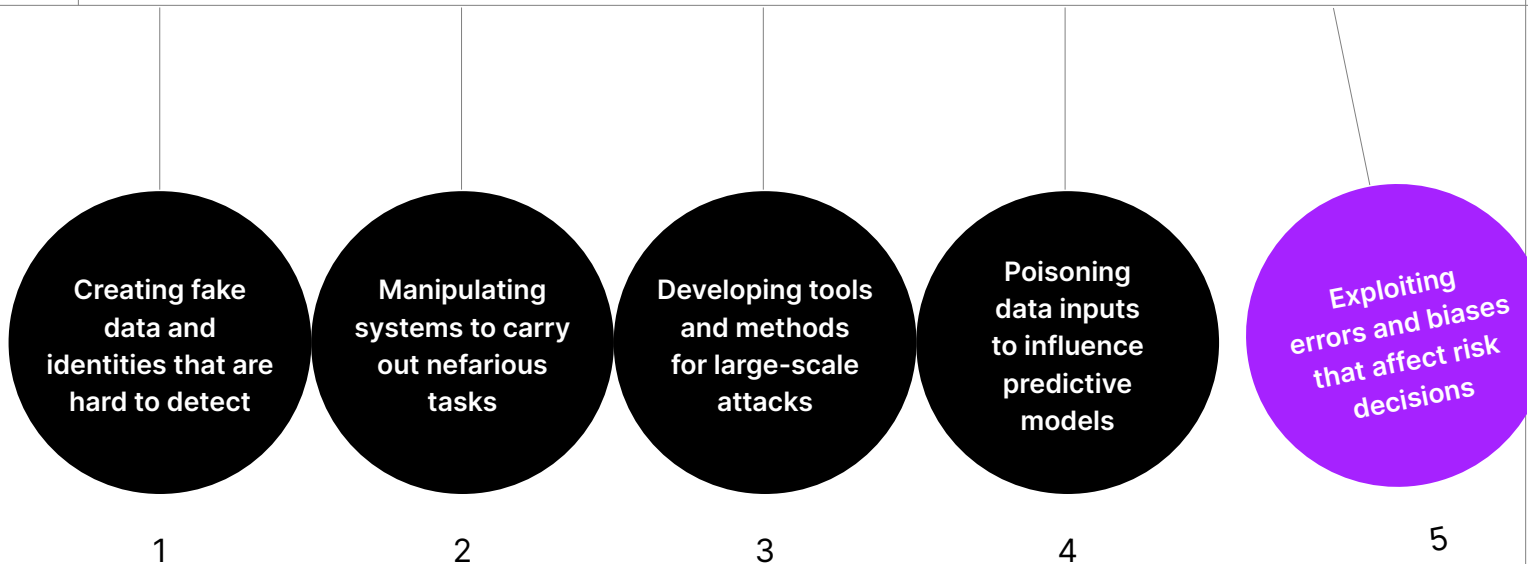 Creating fake
data and
identities that are
hard to detect
Manipulating
systems to carry
out nefarious
tasks
Developing tools
and methods
for large-scale
attacks
Poisoning
data inputs
to influence
predictive
models
Exploiting
errors and biases
that affect risk
decisions
1
2
3
4
5